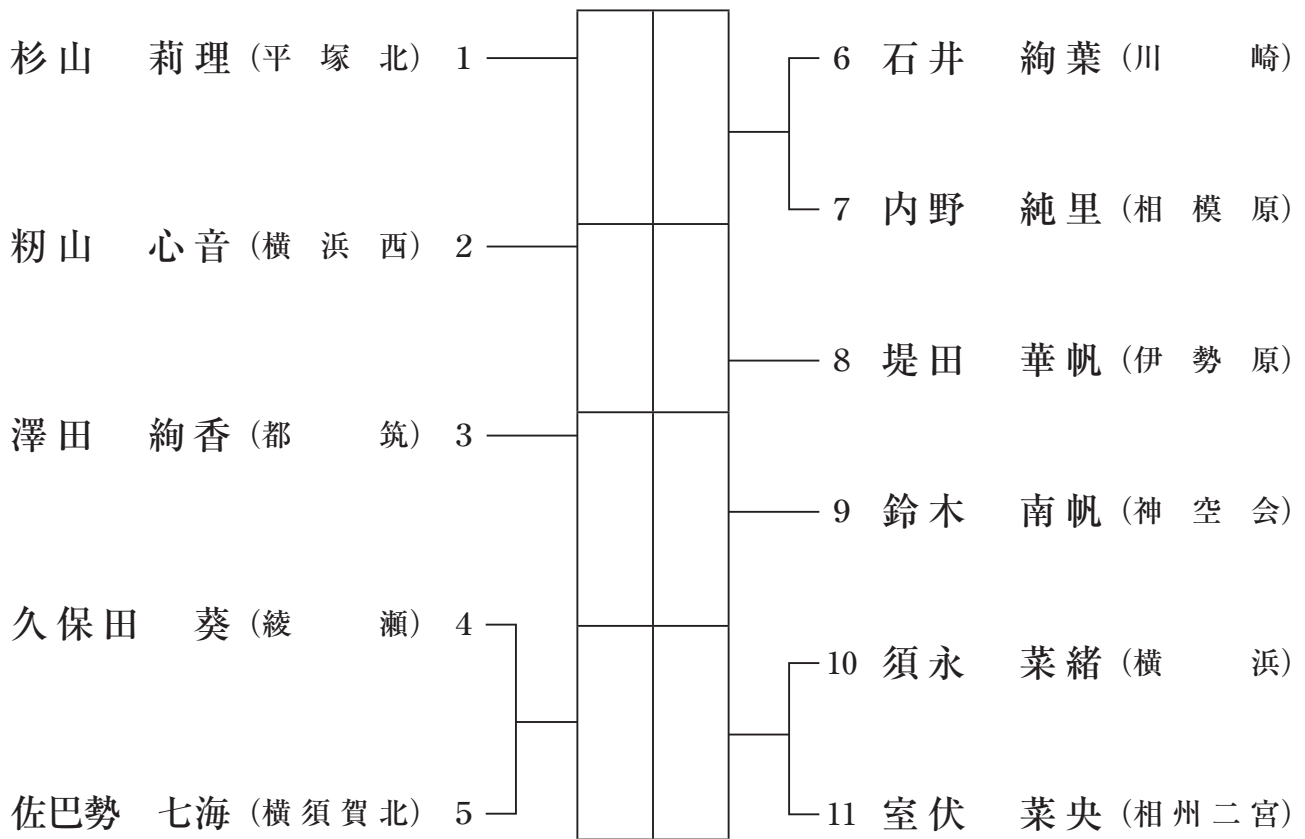 杉山 莉理 (平塚北) 1
籾山 心音 (横浜西) 2
澤田 絢香 (都筑) 3
久保田 葵 (綾瀬) 4
佐巴勢 七海 (横須賀北) 5
6 石井 絢葉 (川崎)
7 内野 純里 (相模原)
8 堤田 華帆 (伊勢原)
9 鈴木 南帆 (神空会)
10 須永 菜緒 (横浜)
11 室伏 菜央 (相州二宮)